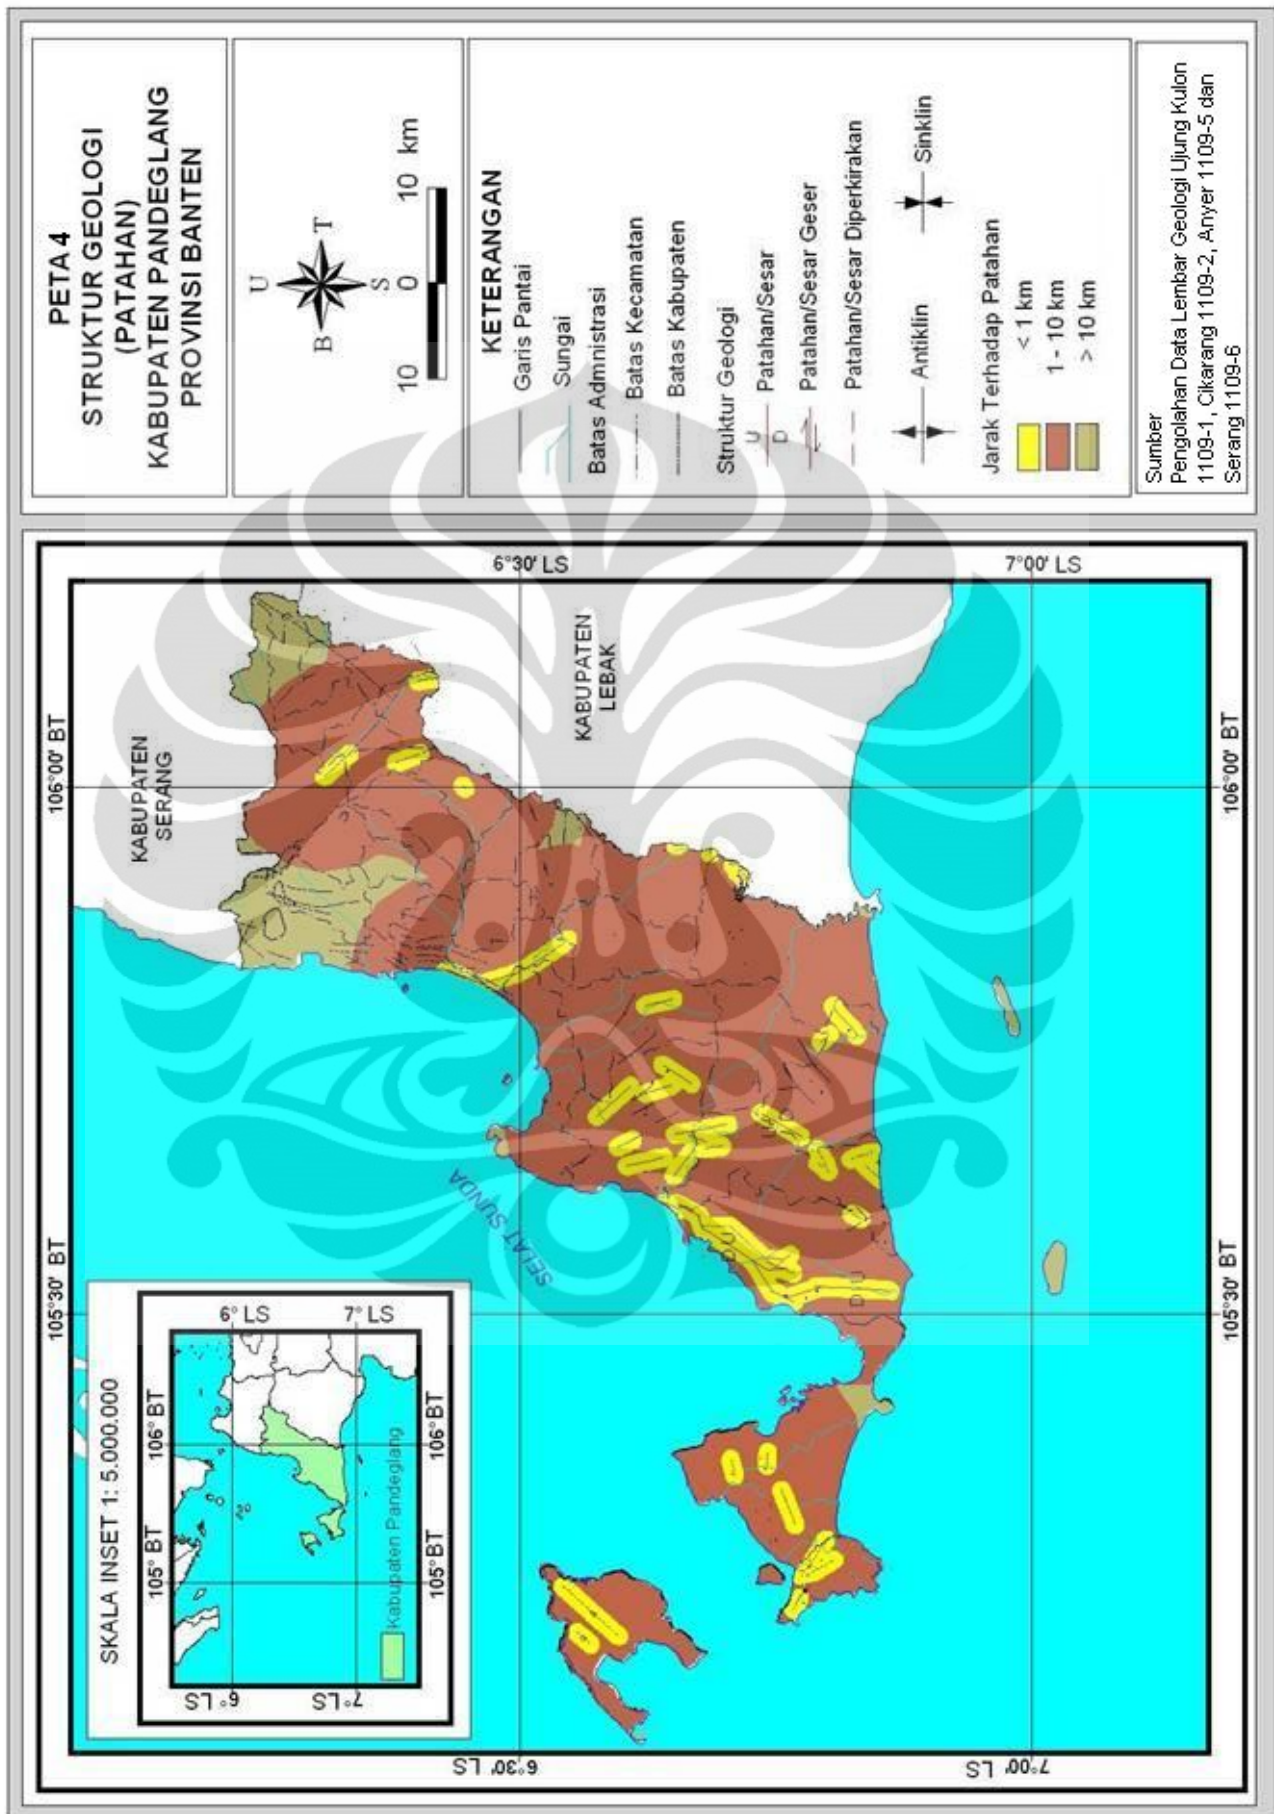 PETA 4
STRUKTUR GEOLOGI
(PATAHAN)
KABUPATEN PANDEGLANG
PROVINSI BANTEN
U
B
T
S
10
0
10
km
KETERANGAN
Garis Pantai
Sungai
Batas Admnistrasi
Batas Kecamatan
Batas Kabupaten
Struktur Geologi
U
D
Patahan/Sesar
Patahan/Sesar Geser
Patahan/Sesar Diperkirakan
Antiklin
Sinklin
Jarak Terhadap Patahan
< 1 km
1 - 10 km
> 10 km
Sumber
Pengolahan Data Lembar Geologi Ujung Kulon
1109-1, Cikarang 1109-2, Anyer 1109-5 dan
Serang 1109-6
105°30' BT
106°00' BT
6°30' LS
7°00' LS
6°30' LS
7°00' LS
105°30' BT
106°00' BT
KABUPATEN
SERANG
KABUPATEN
LEBAK
SELAT SUNDA
D
U
D
U
SKALA INSET 1: 5.000.000
105° BT
106° BT
6° LS
7° LS
6° LS
7° LS
105° BT
106° BT
Kabupaten Pandeglang